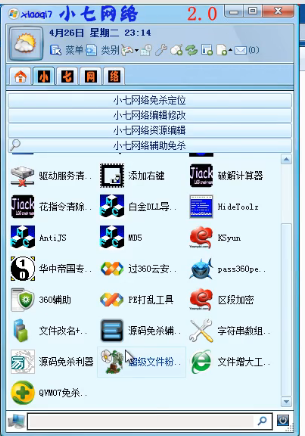 xiaoqi7 小七网络 2.0
4月26日 星期二 23:14
菜单 类别 (0)
小 七 网 络
小七网络免杀定位
小七网络编辑修改
小七网络资源编辑
小七网络辅助免杀
驱动服务清.. 添加右键 破解计算器
花指令清除.. 白金DLL导.. HideToolz
AntiJS MD5 KSyun
华中帝国专.. 过360云安.. pass360pe..
360辅助 PE打乱工具 区段加密
文件改名+.. 源码免杀辅.. 字符串数组..
源码免杀利器 超级文件粉.. 文件增大工..
QVM07免杀..